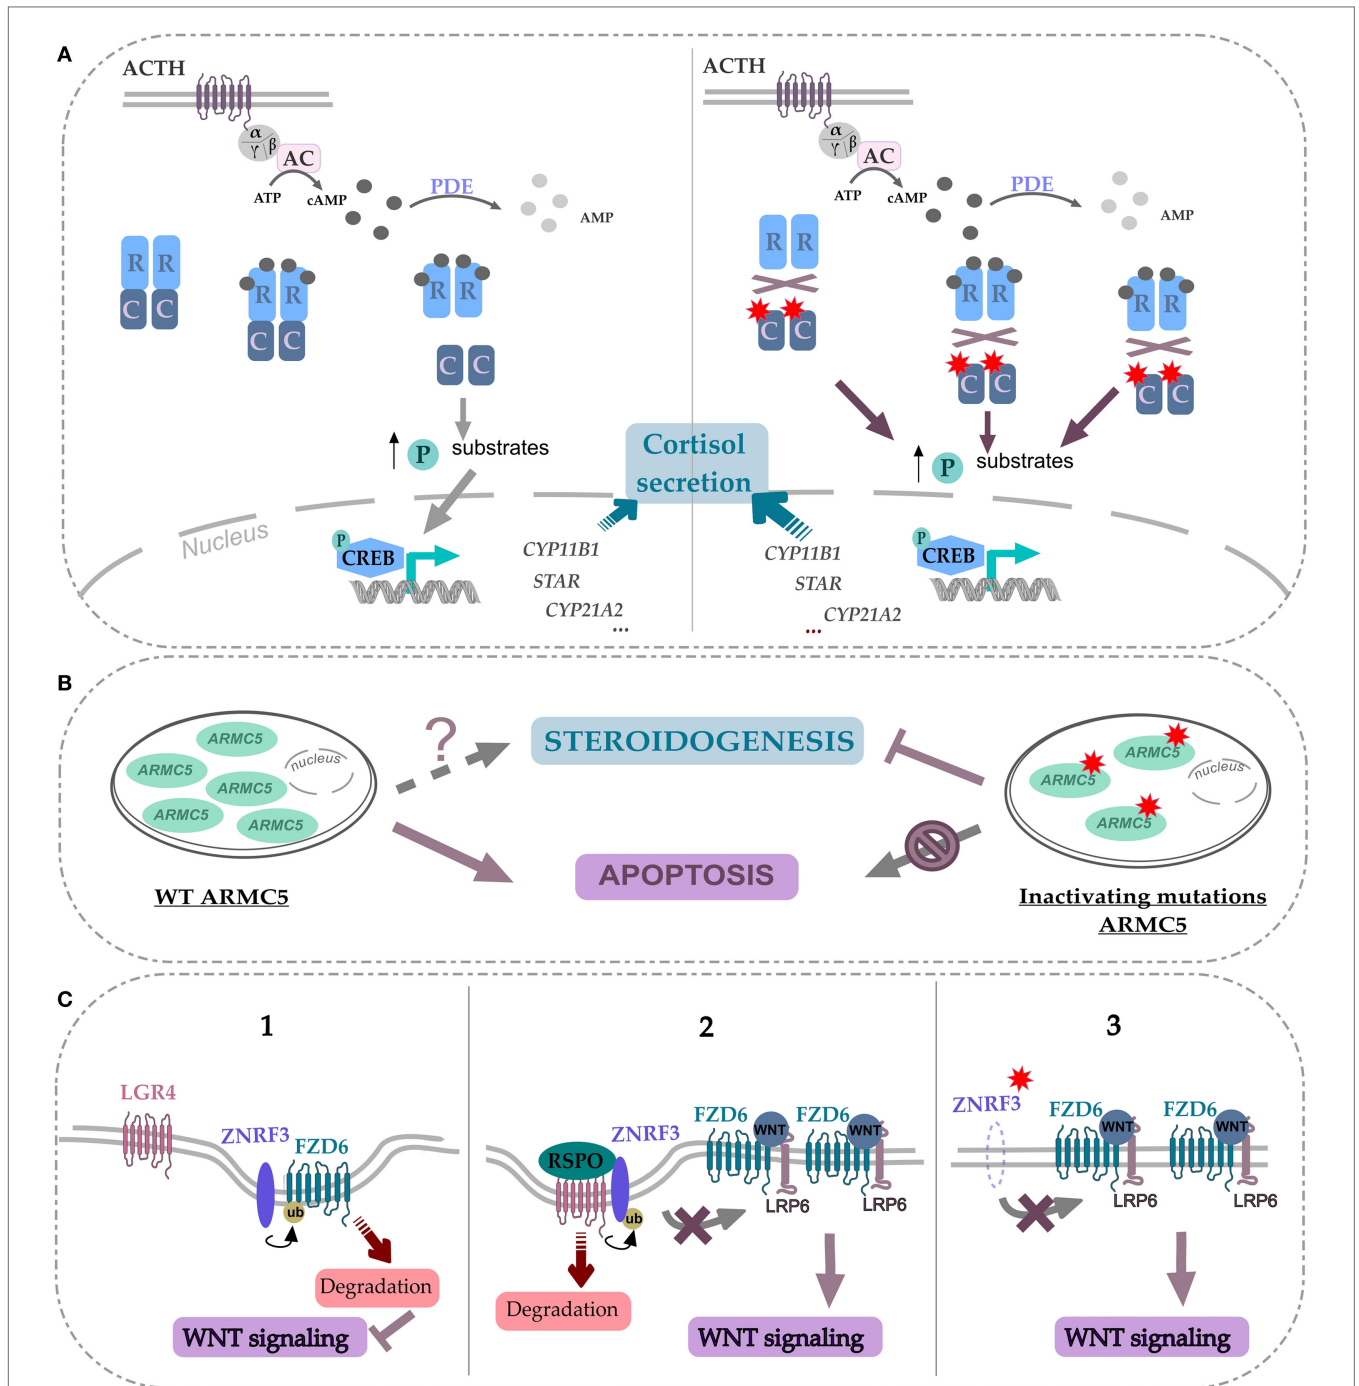 A
ACTH
α
β
γ
AC
ATP
cAMP
PDE
AMP
R R
C C
R R
C C
R R
C C
P
substrates
Nucleus
P
CREB
CYP11B1
STAR
CYP21A2
...
Cortisol
secretion
ACTH
α
β
γ
AC
ATP
cAMP
PDE
AMP
R R
C C
R R
C C
R R
C C
P
substrates
CYP11B1
STAR
CYP21A2
...
P
CREB
B
ARMC5
ARMC5
ARMC5
ARMC5
ARMC5
nucleus
WT ARMC5
?
STEROIDOGENESIS
APOPTOSIS
ARMC5
ARMC5
ARMC5
nucleus
Inactivating mutations
ARMC5
C
1
LGR4
ZNRF3
FZD6
ub
Degradation
WNT signaling
2
RSPO
ZNRF3
ub
Degradation
FZD6
WNT
LRP6
FZD6
WNT
LRP6
WNT signaling
3
ZNRF3
FZD6
WNT
LRP6
FZD6
WNT
LRP6
WNT signaling